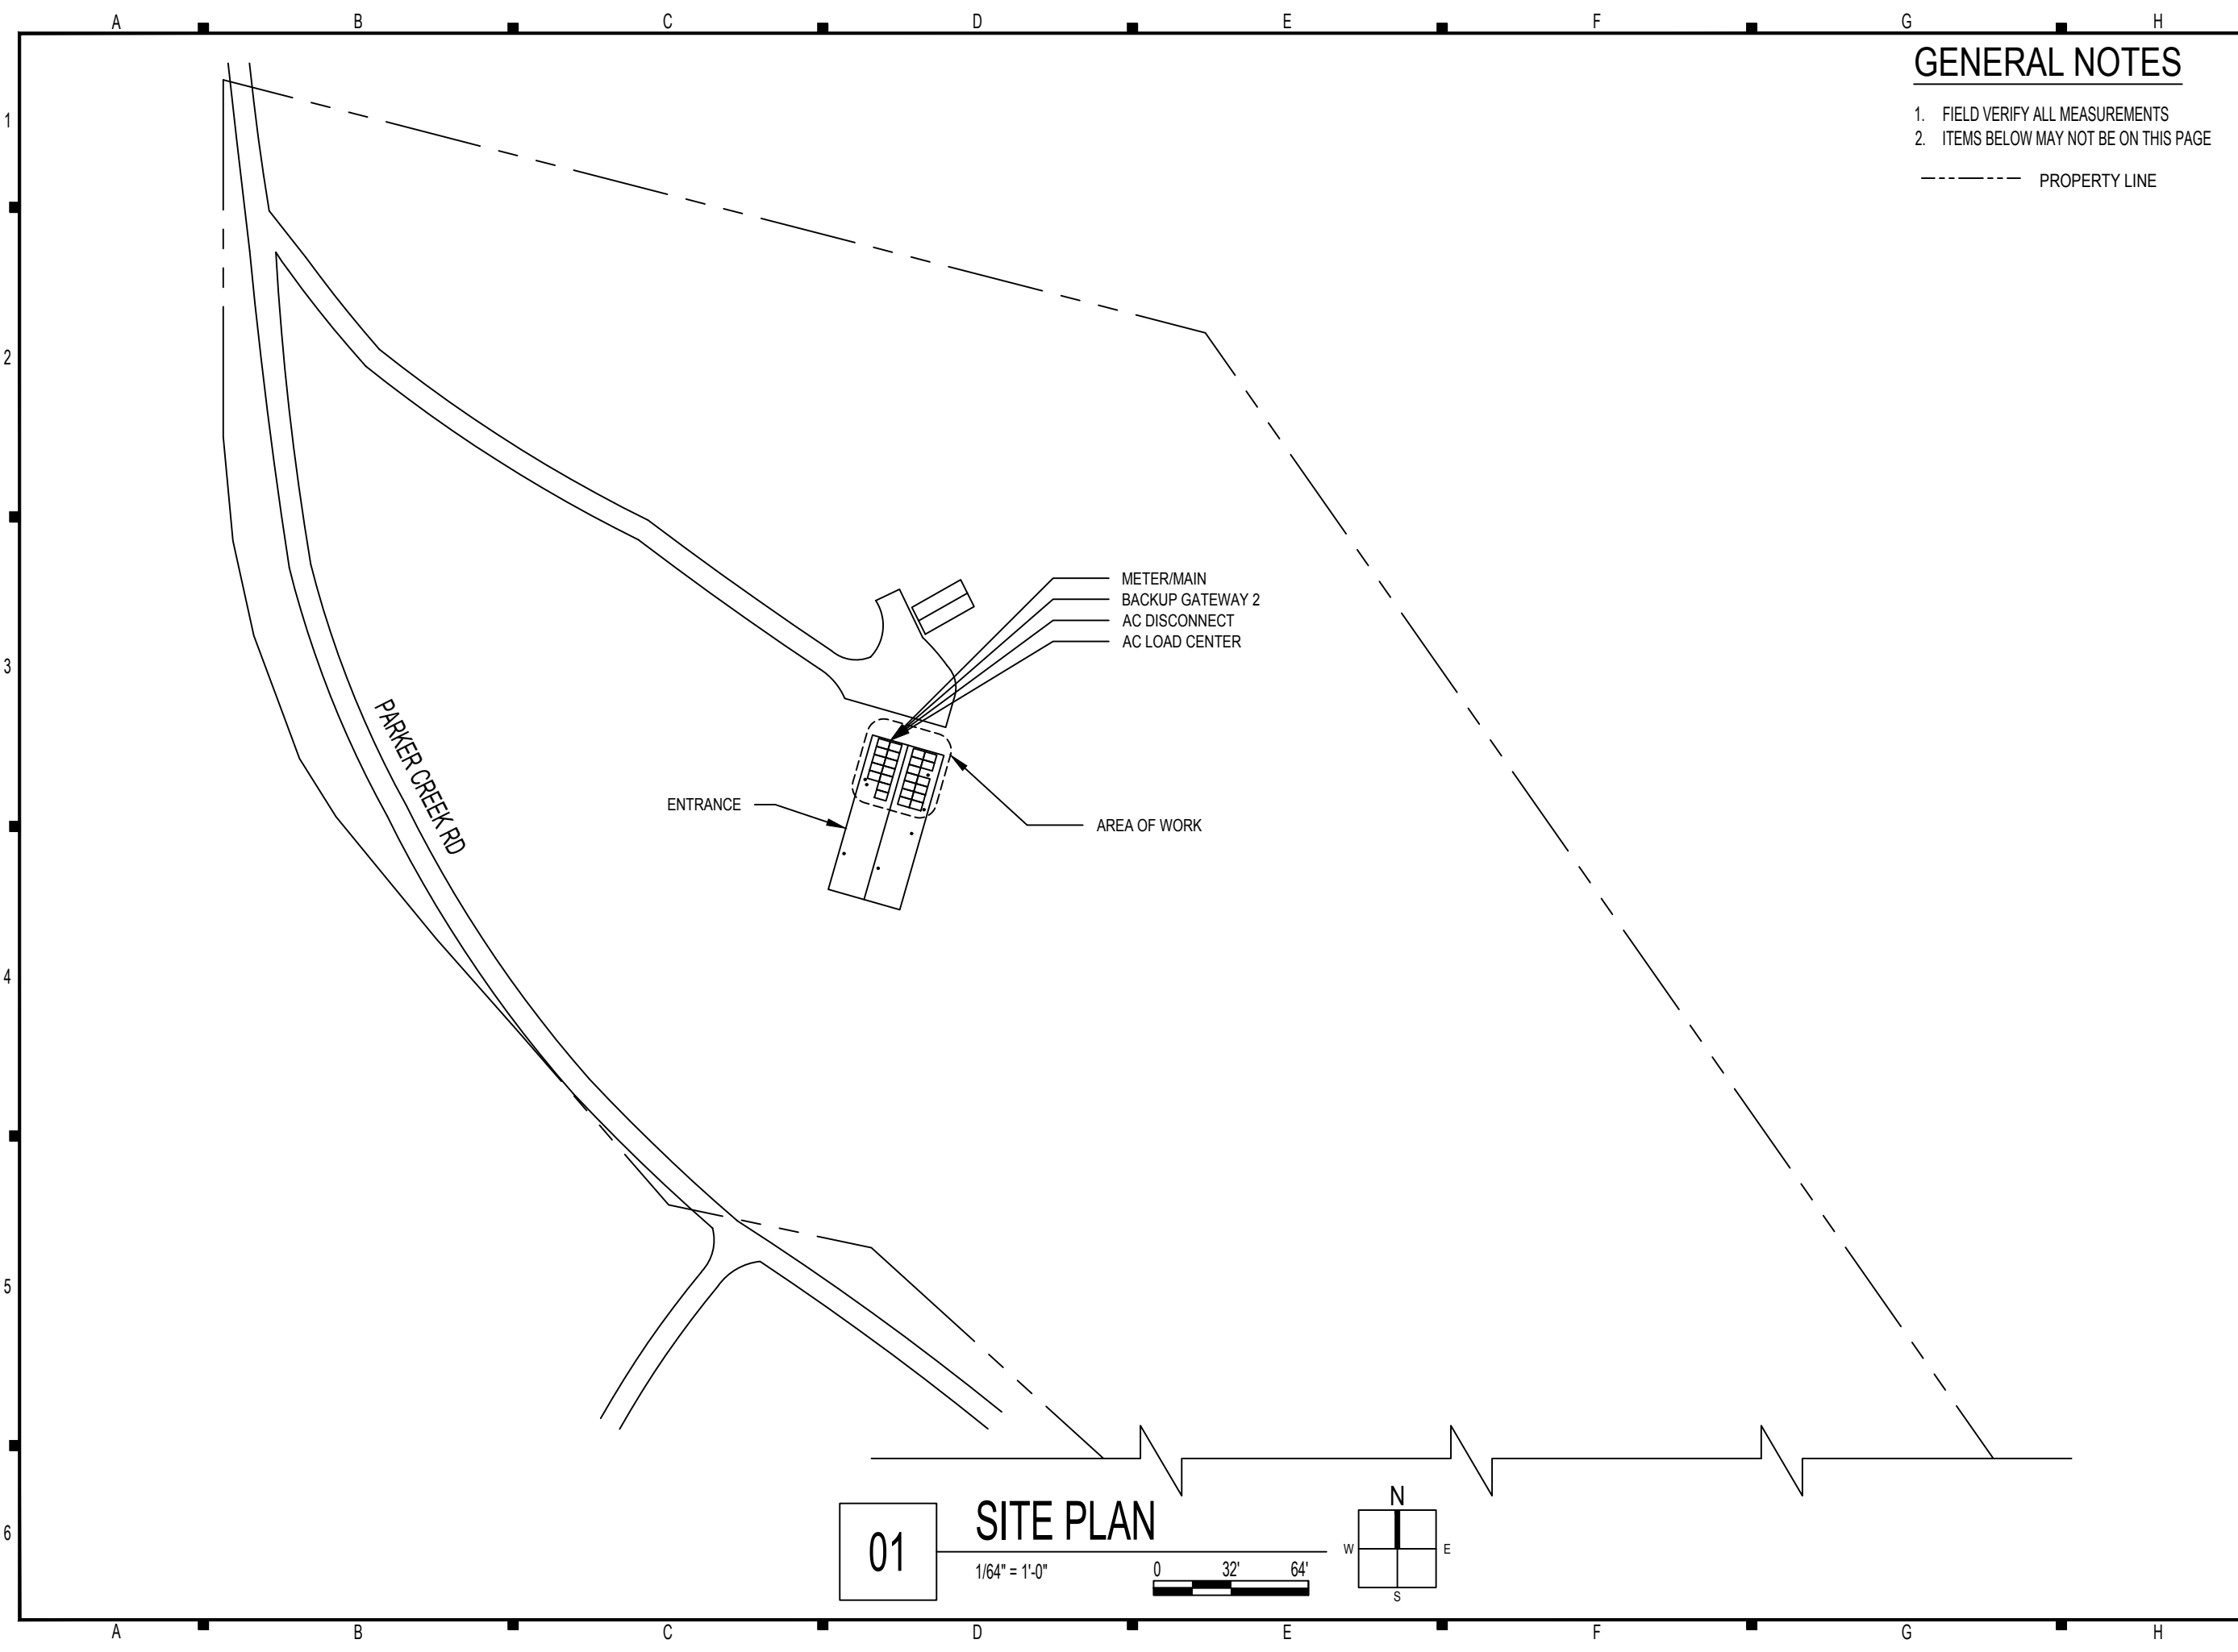 A B C D E F G H
GENERAL NOTES
1. FIELD VERIFY ALL MEASUREMENTS
2. ITEMS BELOW MAY NOT BE ON THIS PAGE
PROPERTY LINE
1
2
3
4
5
6
METER/MAIN
BACKUP GATEWAY 2
AC DISCONNECT
AC LOAD CENTER
PARKER CREEK RD
ENTRANCE
AREA OF WORK
01
SITE PLAN
1/64" = 1'-0"
0 32' 64'
N
W E
S
A B C D E F G H